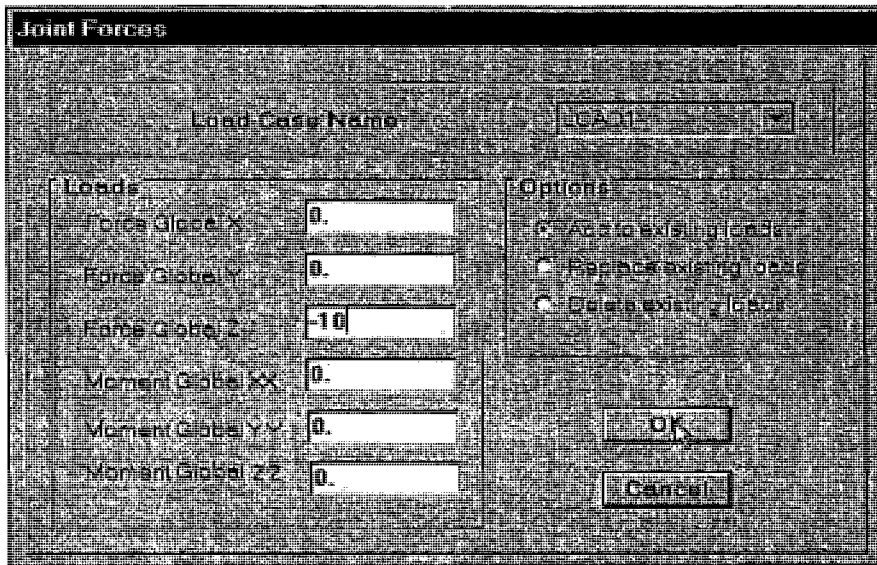 Joint Forces
Load Case Name
LOAD1
Loads
Force Global X
0.
Force Global Y
0.
Force Global Z
-10
Moment Global XX
0.
Moment Global YY
0.
Moment Global ZZ
0.
Options
Add to existing loads
Replace existing loads
Delete existing loads
OK
Cancel